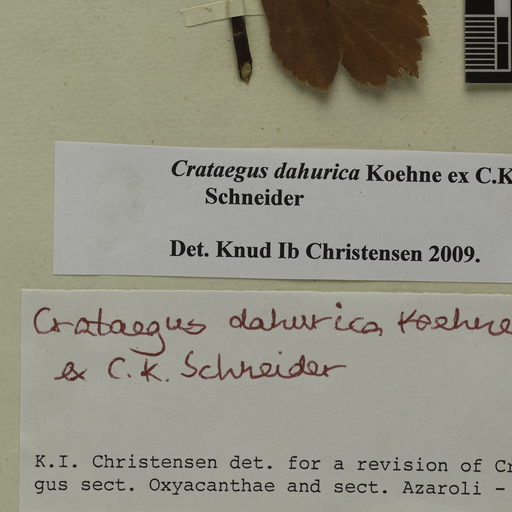 Crataegus dahurica Koehne ex C.K
Schneider
Det. Knud Ib Christensen 2009.
Crataegus dahurica Koehne
ex C.K. Schneider
K.I. Christensen det. for a revision of Cr
gus sect. Oxyacanthae and sect. Azaroli -